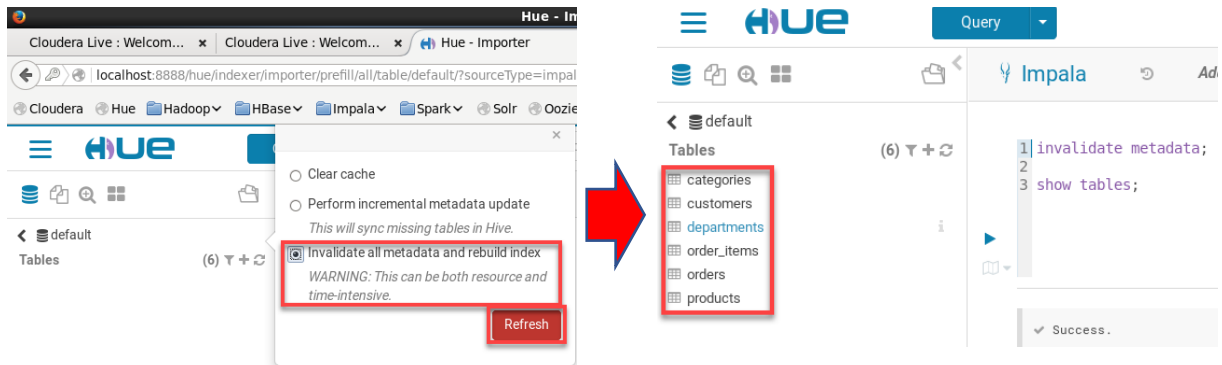 Hue - Im
Cloudera Live : Welcom... × Cloudera Live : Welcom... × Hue - Importer
localhost:8888/hue/indexer/importer/prefill/all/table/default/?sourceType=impal
Cloudera Hue Hadoop HBase Impala Spark Solr Oozie
HUE
default
Tables (6)
×
Clear cache
Perform incremental metadata update
This will sync missing tables in Hive.
Invalidate all metadata and rebuild index
WARNING: This can be both resource and
time-intensive.
Refresh
HUE Query
Impala Ad
default
Tables (6)
categories
customers
departments
order_items
orders
products
1 invalidate metadata;
2
3 show tables;
✔ Success.